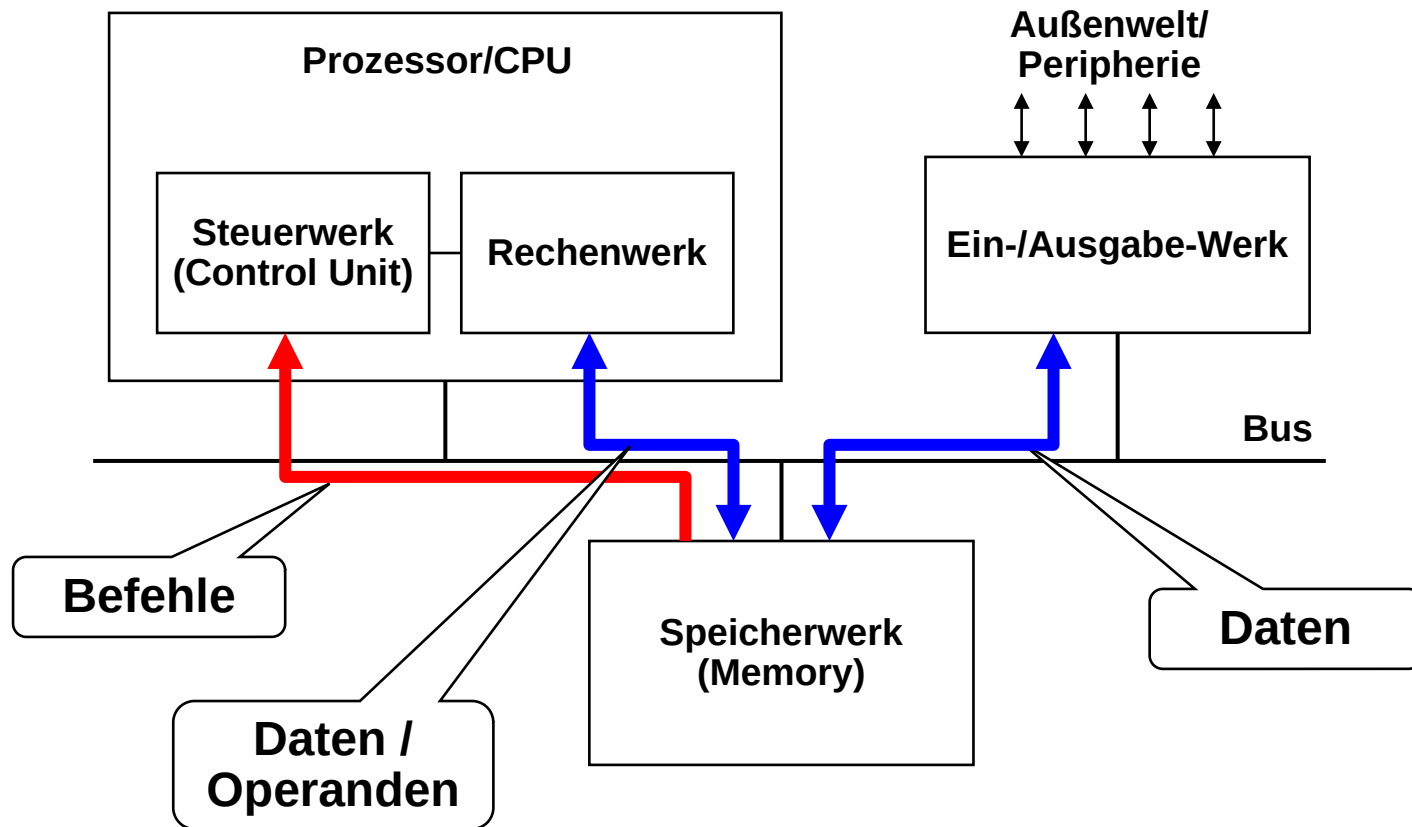 Prozessor/CPU
Außenwelt/
Peripherie
Steuerwerk
(Control Unit)
Rechenwerk
Ein-/Ausgabe-Werk
Bus
Befehle
Speicherwerk
(Memory)
Daten
Daten /
Operanden